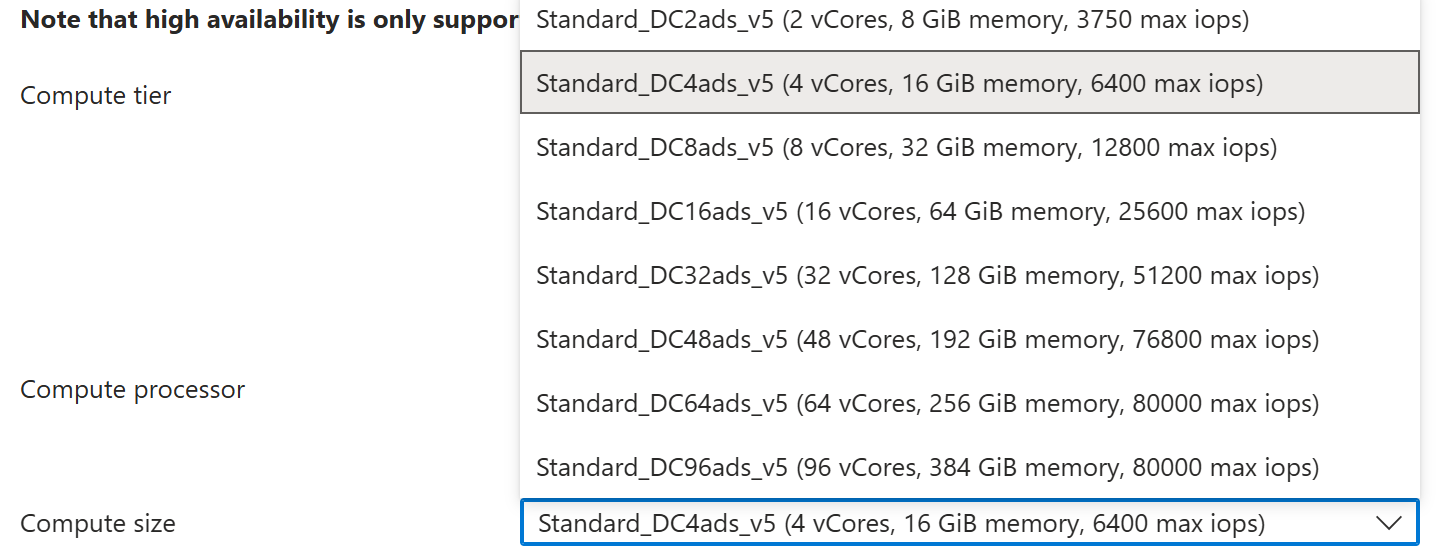 Note that high availability is only suppor
Standard_DC2ads_v5 (2 vCores, 8 GiB memory, 3750 max iops)
Compute tier
Standard_DC4ads_v5 (4 vCores, 16 GiB memory, 6400 max iops)
Standard_DC8ads_v5 (8 vCores, 32 GiB memory, 12800 max iops)
Standard_DC16ads_v5 (16 vCores, 64 GiB memory, 25600 max iops)
Standard_DC32ads_v5 (32 vCores, 128 GiB memory, 51200 max iops)
Standard_DC48ads_v5 (48 vCores, 192 GiB memory, 76800 max iops)
Compute processor
Standard_DC64ads_v5 (64 vCores, 256 GiB memory, 80000 max iops)
Standard_DC96ads_v5 (96 vCores, 384 GiB memory, 80000 max iops)
Compute size
Standard_DC4ads_v5 (4 vCores, 16 GiB memory, 6400 max iops)